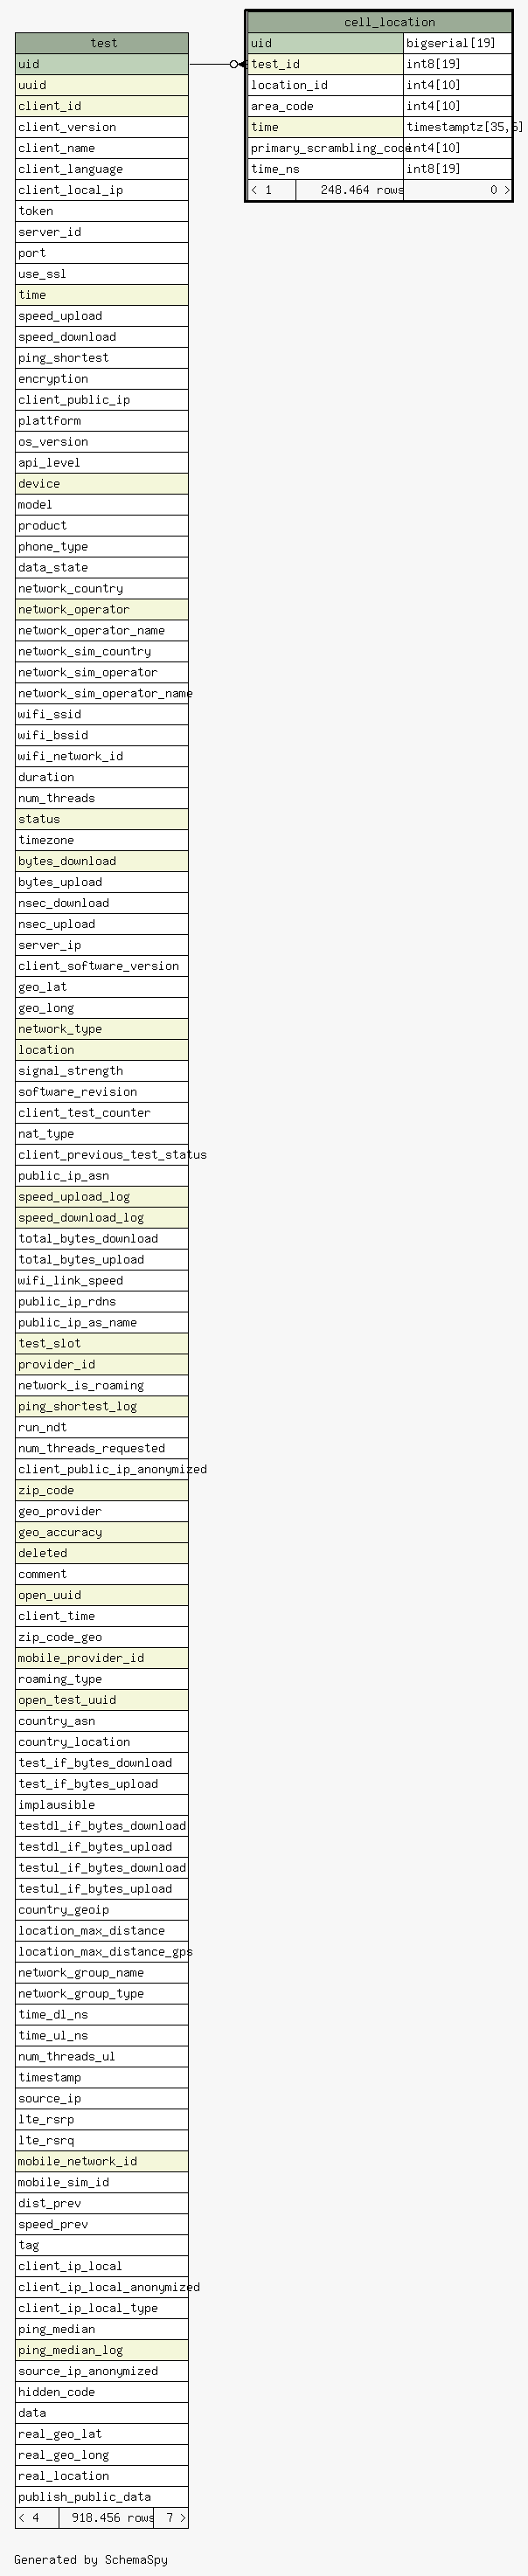 test
uid
uuid
client_id
client_version
client_name
client_language
client_local_ip
token
server_id
port
use_ssl
time
speed_upload
speed_download
ping_shortest
encryption
client_public_ip
plattform
os_version
api_level
device
model
product
phone_type
data_state
network_country
network_operator
network_operator_name
network_sim_country
network_sim_operator
network_sim_operator_name
wifi_ssid
wifi_bssid
wifi_network_id
duration
num_threads
status
timezone
bytes_download
bytes_upload
nsec_download
nsec_upload
server_ip
client_software_version
geo_lat
geo_long
network_type
location
signal_strength
software_revision
client_test_counter
nat_type
client_previous_test_status
public_ip_asn
speed_upload_log
speed_download_log
total_bytes_download
total_bytes_upload
wifi_link_speed
public_ip_rdns
public_ip_as_name
test_slot
provider_id
network_is_roaming
ping_shortest_log
run_ndt
num_threads_requested
client_public_ip_anonymized
zip_code
geo_provider
geo_accuracy
deleted
comment
open_uuid
client_time
zip_code_geo
mobile_provider_id
roaming_type
open_test_uuid
country_asn
country_location
test_if_bytes_download
test_if_bytes_upload
implausible
testdl_if_bytes_download
testdl_if_bytes_upload
testul_if_bytes_download
testul_if_bytes_upload
country_geoip
location_max_distance
location_max_distance_gps
network_group_name
network_group_type
time_dl_ns
time_ul_ns
num_threads_ul
timestamp
source_ip
lte_rsrp
lte_rsrq
mobile_network_id
mobile_sim_id
dist_prev
speed_prev
tag
client_ip_local
client_ip_local_anonymized
client_ip_local_type
ping_median
ping_median_log
source_ip_anonymized
hidden_code
data
real_geo_lat
real_geo_long
real_location
publish_public_data
< 4 918.456 rows 7 >
cell_location
uid bigserial[19]
test_id int8[19]
location_id int4[10]
area_code int4[10]
time timestamptz[35,6]
primary_scrambling_code int4[10]
time_ns int8[19]
< 1 248.464 rows 0 >
Generated by SchemaSpy